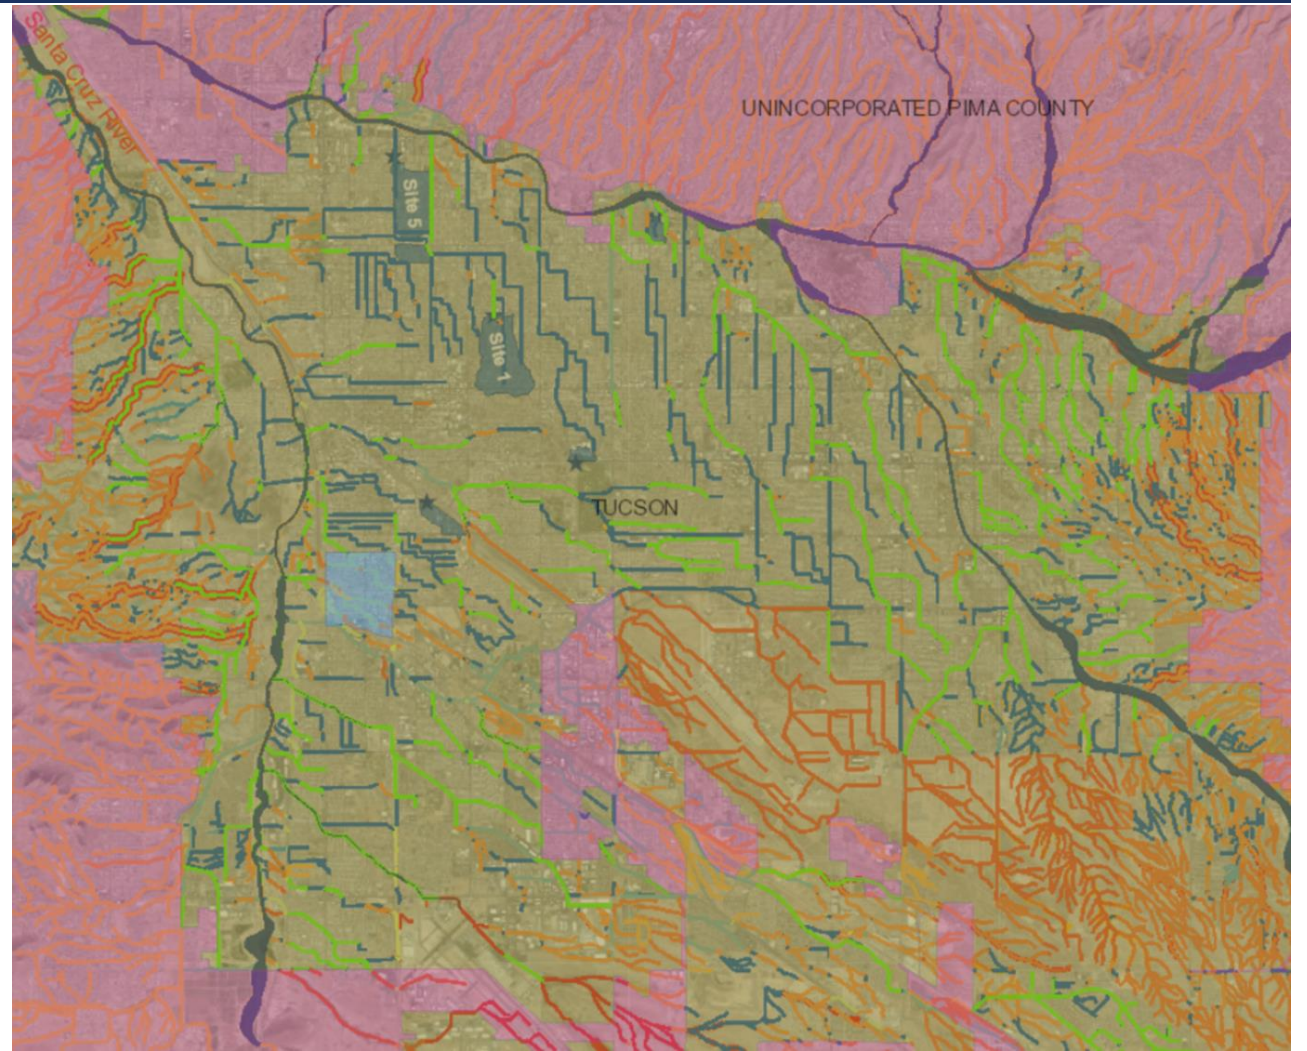 Santa Cruz River
UNINCORPORATED PIMA COUNTY
Site 5
Site 1
TUCSON